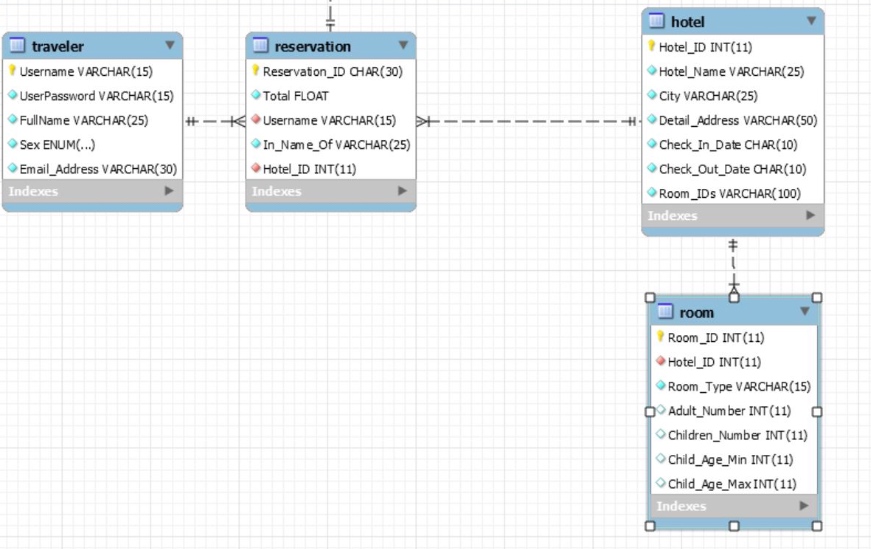 traveler
Username VARCHAR(15)
UserPassword VARCHAR(15)
FullName VARCHAR(25)
Sex ENUM(...)
Email_Address VARCHAR(30)
Indexes
reservation
Reservation_ID CHAR(30)
Total FLOAT
Username VARCHAR(15)
In_Name_Of VARCHAR(25)
Hotel_ID INT(11)
Indexes
hotel
Hotel_ID INT(11)
Hotel_Name VARCHAR(25)
City VARCHAR(25)
Detail_Address VARCHAR(50)
Check_In_Date CHAR(10)
Check_Out_Date CHAR(10)
Room_IDs VARCHAR(100)
Indexes
room
Room_ID INT(11)
Hotel_ID INT(11)
Room_Type VARCHAR(15)
Adult_Number INT(11)
Children_Number INT(11)
Child_Age_Min INT(11)
Child_Age_Max INT(11)
Indexes